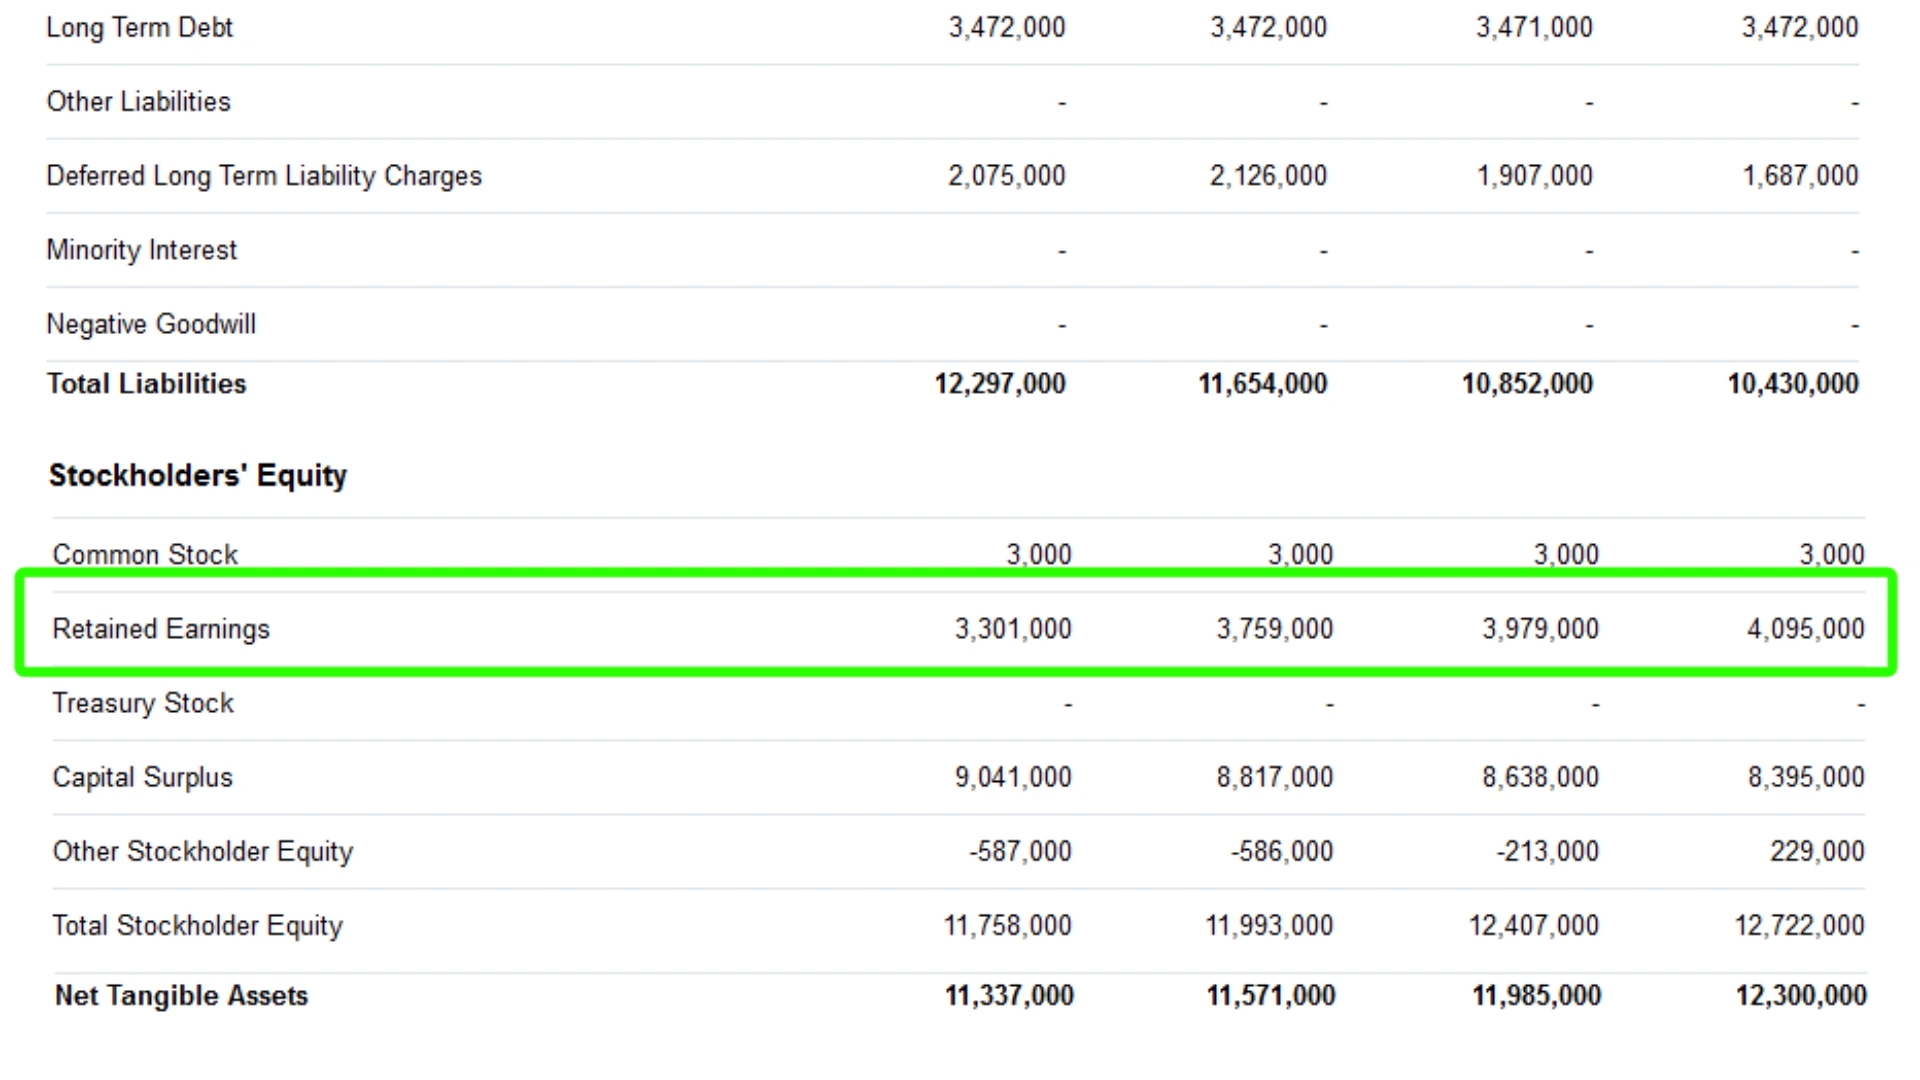 Long Term Debt 3,472,000 3,472,000 3,471,000 3,472,000
Other Liabilities - - - -
Deferred Long Term Liability Charges 2,075,000 2,126,000 1,907,000 1,687,000
Minority Interest - - - -
Negative Goodwill - - - -
Total Liabilities 12,297,000 11,654,000 10,852,000 10,430,000
Stockholders' Equity
Common Stock 3,000 3,000 3,000 3,000
Retained Earnings 3,301,000 3,759,000 3,979,000 4,095,000
Treasury Stock - - - -
Capital Surplus 9,041,000 8,817,000 8,638,000 8,395,000
Other Stockholder Equity -587,000 -586,000 -213,000 229,000
Total Stockholder Equity 11,758,000 11,993,000 12,407,000 12,722,000
Net Tangible Assets 11,337,000 11,571,000 11,985,000 12,300,000